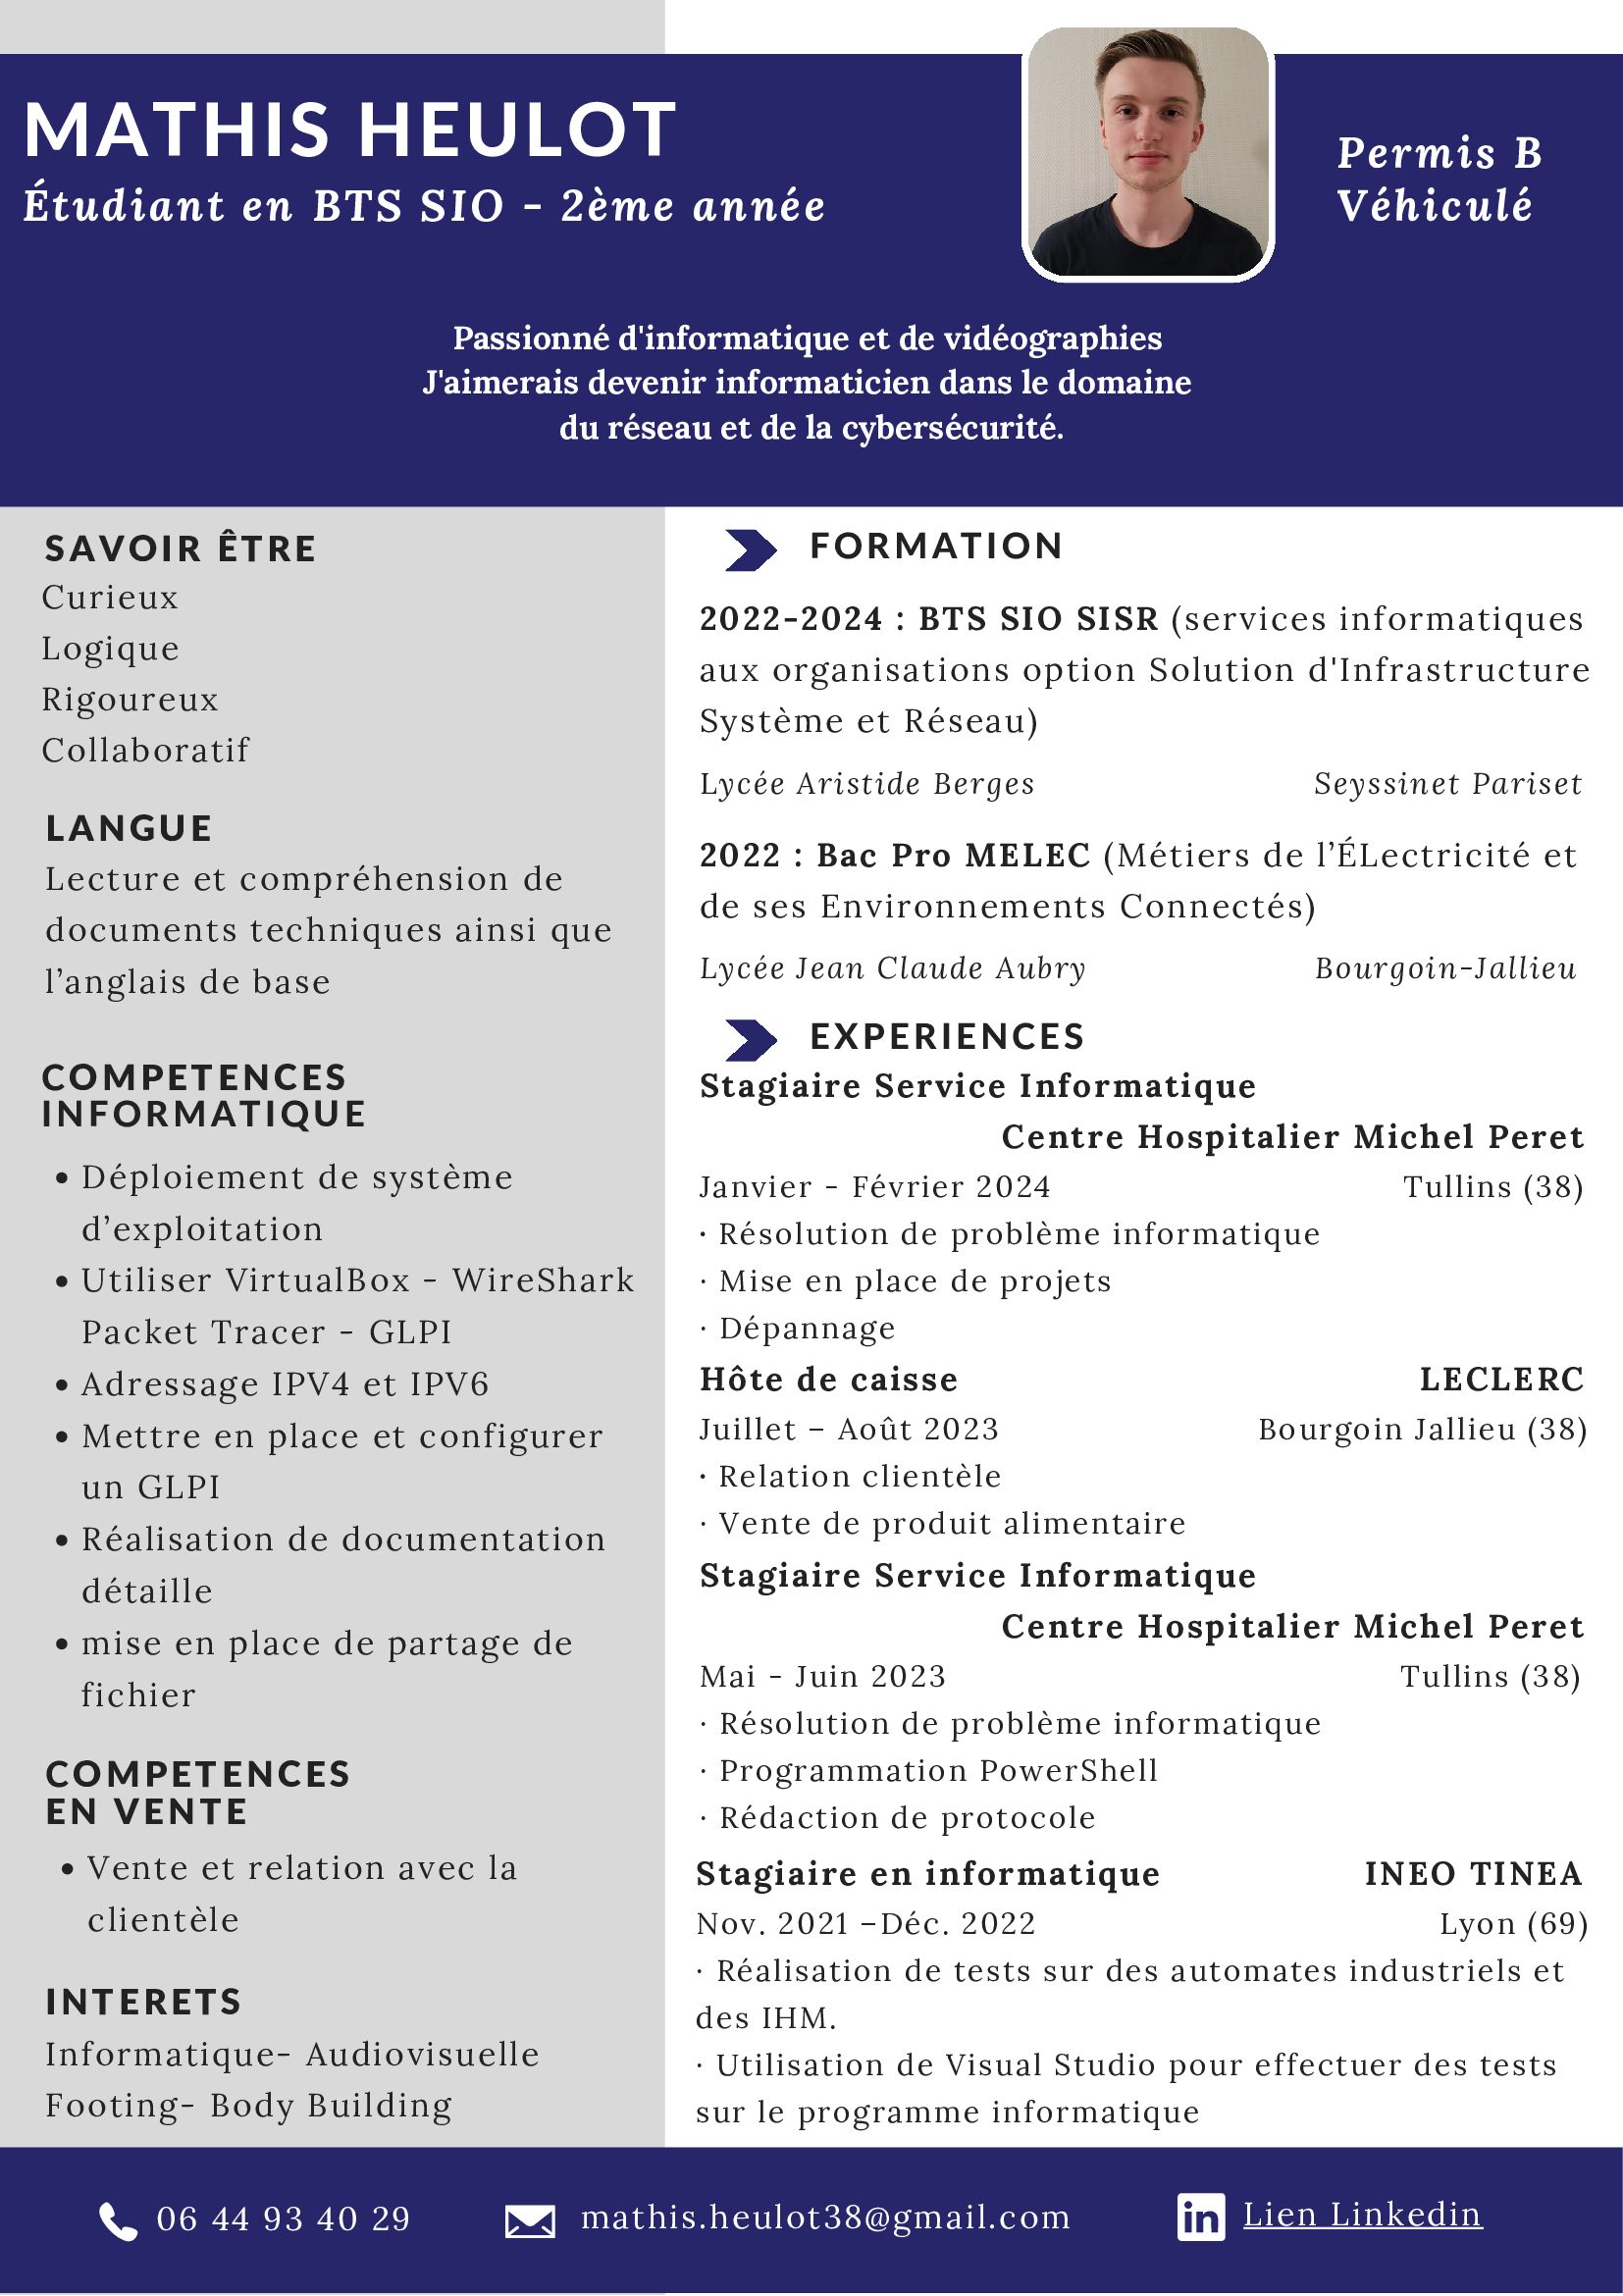 MATHIS HEULOT
Étudiant en BTS SIO - 2ème année
Permis B
Véhiculé
Passionné d'informatique et de vidéographies
J'aimerais devenir informaticien dans le domaine
du réseau et de la cybersécurité.
SAVOIR ÊTRE
Curieux
Logique
Rigoureux
Collaboratif
LANGUE
Lecture et compréhension de
documents techniques ainsi que
l’anglais de base
COMPETENCES
INFORMATIQUE
• Déploiement de système
d’exploitation
• Utiliser VirtualBox - WireShark
Packet Tracer - GLPI
• Adressage IPV4 et IPV6
• Mettre en place et configurer
un GLPI
• Réalisation de documentation
détaille
• mise en place de partage de
fichier
COMPETENCES
EN VENTE
• Vente et relation avec la
clientèle
INTERETS
Informatique- Audiovisuelle
Footing- Body Building
FORMATION
2022-2024 : BTS SIO SISR (services informatiques
aux organisations option Solution d'Infrastructure
Système et Réseau)
Lycée Aristide Berges Seyssinet Pariset
2022 : Bac Pro MELEC (Métiers de l’ÉLectricité et
de ses Environnements Connectés)
Lycée Jean Claude Aubry Bourgoin-Jallieu
EXPERIENCES
Stagiaire Service Informatique
Centre Hospitalier Michel Peret
Janvier - Février 2024 Tullins (38)
· Résolution de problème informatique
· Mise en place de projets
· Dépannage
Hôte de caisse LECLERC
Juillet – Août 2023 Bourgoin Jallieu (38)
· Relation clientèle
· Vente de produit alimentaire
Stagiaire Service Informatique
Centre Hospitalier Michel Peret
Mai - Juin 2023 Tullins (38)
· Résolution de problème informatique
· Programmation PowerShell
· Rédaction de protocole
Stagiaire en informatique INEO TINEA
Nov. 2021 –Déc. 2022 Lyon (69)
· Réalisation de tests sur des automates industriels et
des IHM.
· Utilisation de Visual Studio pour effectuer des tests
sur le programme informatique
06 44 93 40 29 mathis.heulot38@gmail.com in Lien Linkedin